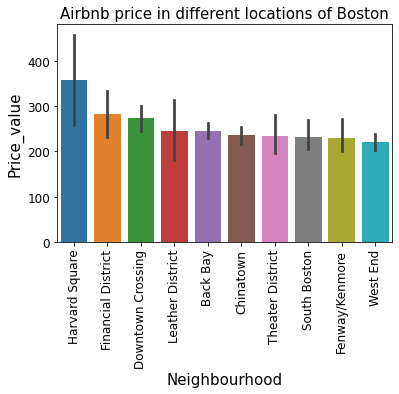 Airbnb price in different locations of Boston
Price_value
400
300
200
100
0
Harvard Square
Financial District
Downtown Crossing
Leather District
Back Bay
Chinatown
Theater District
South Boston
Fenway/Kenmore
West End
Neighbourhood